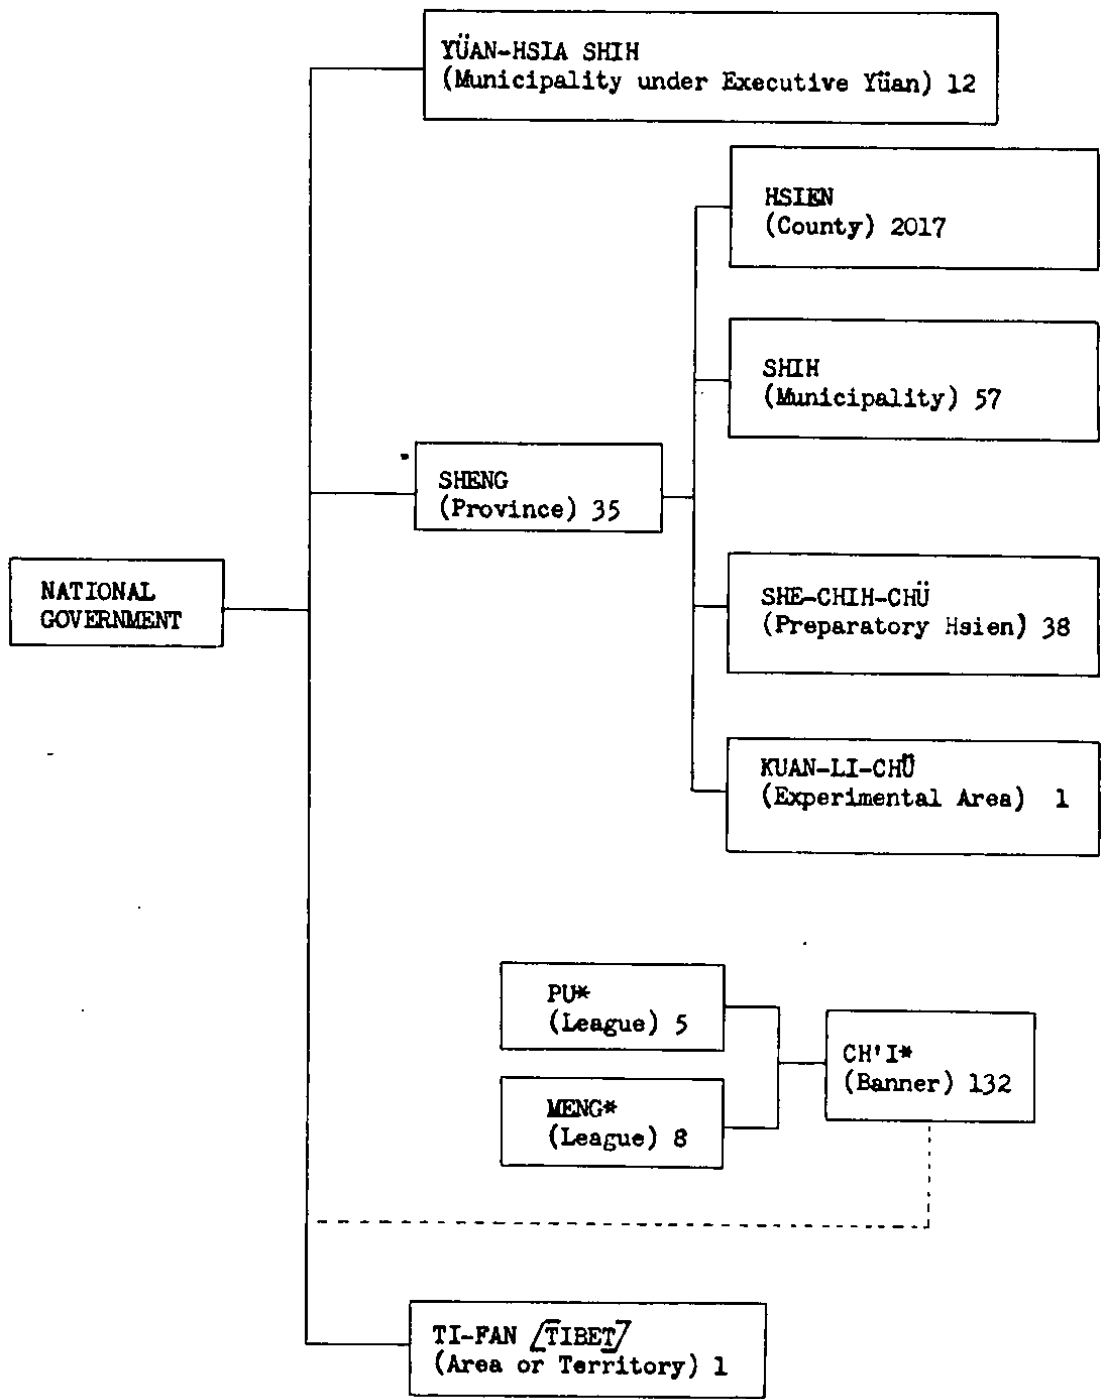 YÜAN-HSIA SHIH
(Municipality under Executive Yüan) 12
HSIEN
(County) 2017
SHIH
(Municipality) 57
SHENG
(Province) 35
NATIONAL
GOVERNMENT
SHE-CHIH-CHÜ
(Preparatory Hsien) 38
KUAN-LI-CHÜ
(Experimental Area) 1
PU*
(League) 5
CH'I*
(Banner) 132
MENG*
(League) 8
TI-FAN [TIBET]
(Area or Territory) 1